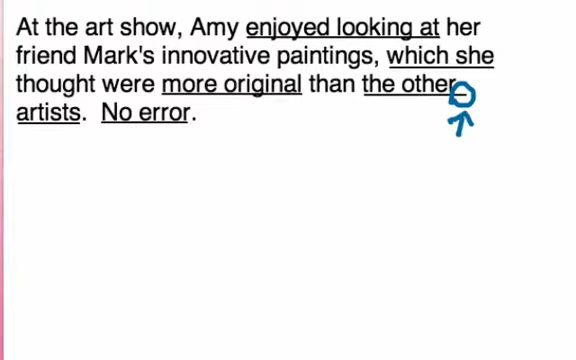 At the art show, Amy enjoyed looking at her
friend Mark's innovative paintings, which she
thought were more original than the other
artists.  No error.